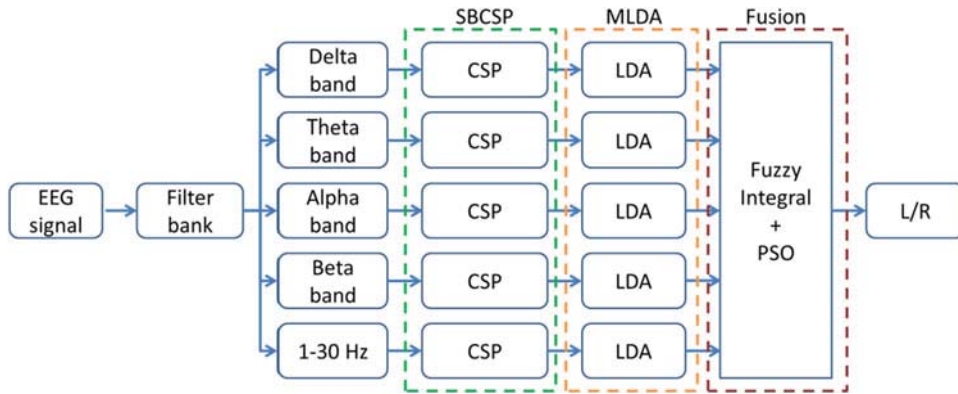 SBCSP
MLDA
Fusion
Delta
band
CSP
LDA
Theta
band
CSP
LDA
EEG
signal
Filter
bank
Alpha
band
CSP
LDA
Fuzzy
Integral
+
PSO
L/R
Beta
band
CSP
LDA
1-30 Hz
CSP
LDA